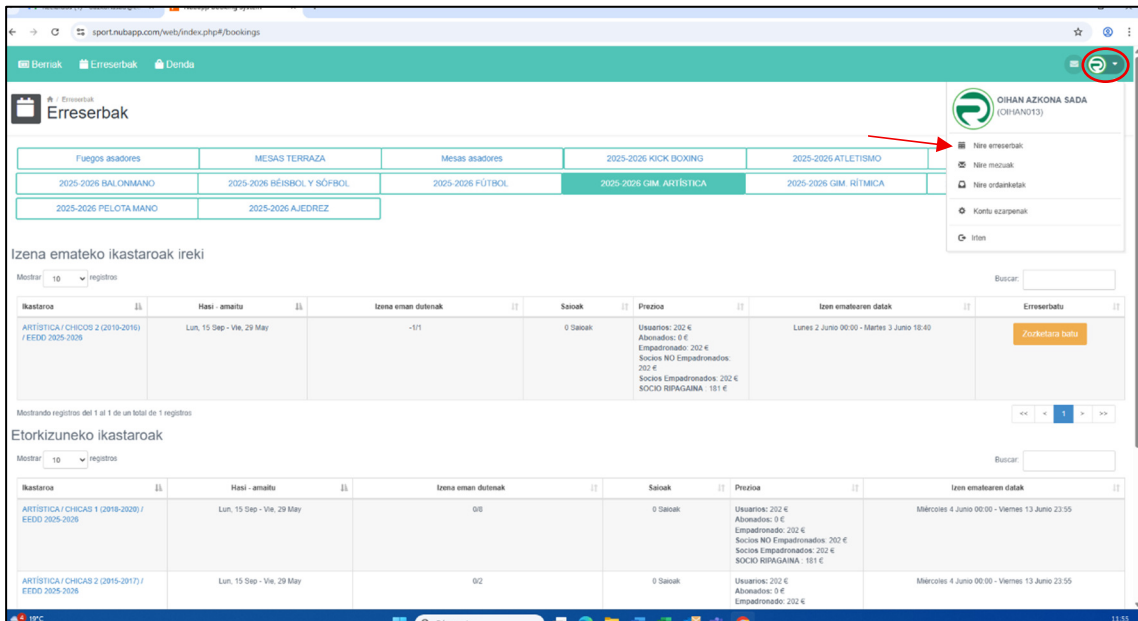 sport.nubapp.com/web/index.php#/bookings
Berriak Erreserbak Denda
/ Erreserbak
Erreserbak
OIHAN AZKONA SADA
(OIHAN013)
Nire erreserbak
Nire mezuak
Nire ordainketak
Kontu ezarpenak
Irten
Fuegos asadores MESAS TERRAZA Mesas asadores 2025-2026 KICK BOXING 2025-2026 ATLETISMO
2025-2026 BALONMANO 2025-2026 BÉISBOL Y SÓFBOL 2025-2026 FÚTBOL 2025-2026 GIM. ARTÍSTICA 2025-2026 GIM. RÍTMICA
2025-2026 PELOTA MANO 2025-2026 AJEDREZ
Izena emateko ikastaroak ireki
Mostrar 10 registros Buscar:
Ikastaroa Hasi - amaitu Izena eman dutenak Saioak Prezioa Izen ematearen datak Erreserbatu
ARTÍSTICA / CHICOS 2 (2010-2016) Lun, 15 Sep - Vie, 29 May -1/1 0 Saioak Usuarios: 202 € Lunes 2 Junio 00:00 - Martes 3 Junio 18:40 Zozketara batu
/ EEDD 2025-2026 Abonados: 0 €
Empadronado: 202 €
Socios NO Empadronados:
202 €
Socios Empadronados: 202 €
SOCIO RIPAGAINA : 181 €
Mostrando registros del 1 al 1 de un total de 1 registros << < 1 > >>
Etorkizuneko ikastaroak
Mostrar 10 registros Buscar:
Ikastaroa Hasi - amaitu Izena eman dutenak Saioak Prezioa Izen ematearen datak
ARTÍSTICA / CHICAS 1 (2018-2020) / Lun, 15 Sep - Vie, 29 May 0/8 0 Saioak Usuarios: 202 € Miércoles 4 Junio 00:00 - Viernes 13 Junio 23:55
EEDD 2025-2026 Abonados: 0 €
Empadronado: 202 €
Socios NO Empadronados: 202 €
Socios Empadronados: 202 €
SOCIO RIPAGAINA : 181 €
ARTÍSTICA / CHICAS 2 (2015-2017) / Lun, 15 Sep - Vie, 29 May 0/2 0 Saioak Usuarios: 202 € Miércoles 4 Junio 00:00 - Viernes 13 Junio 23:55
EEDD 2025-2026 Abonados: 0 €
Empadronado: 202 €
4 19°C 11:55